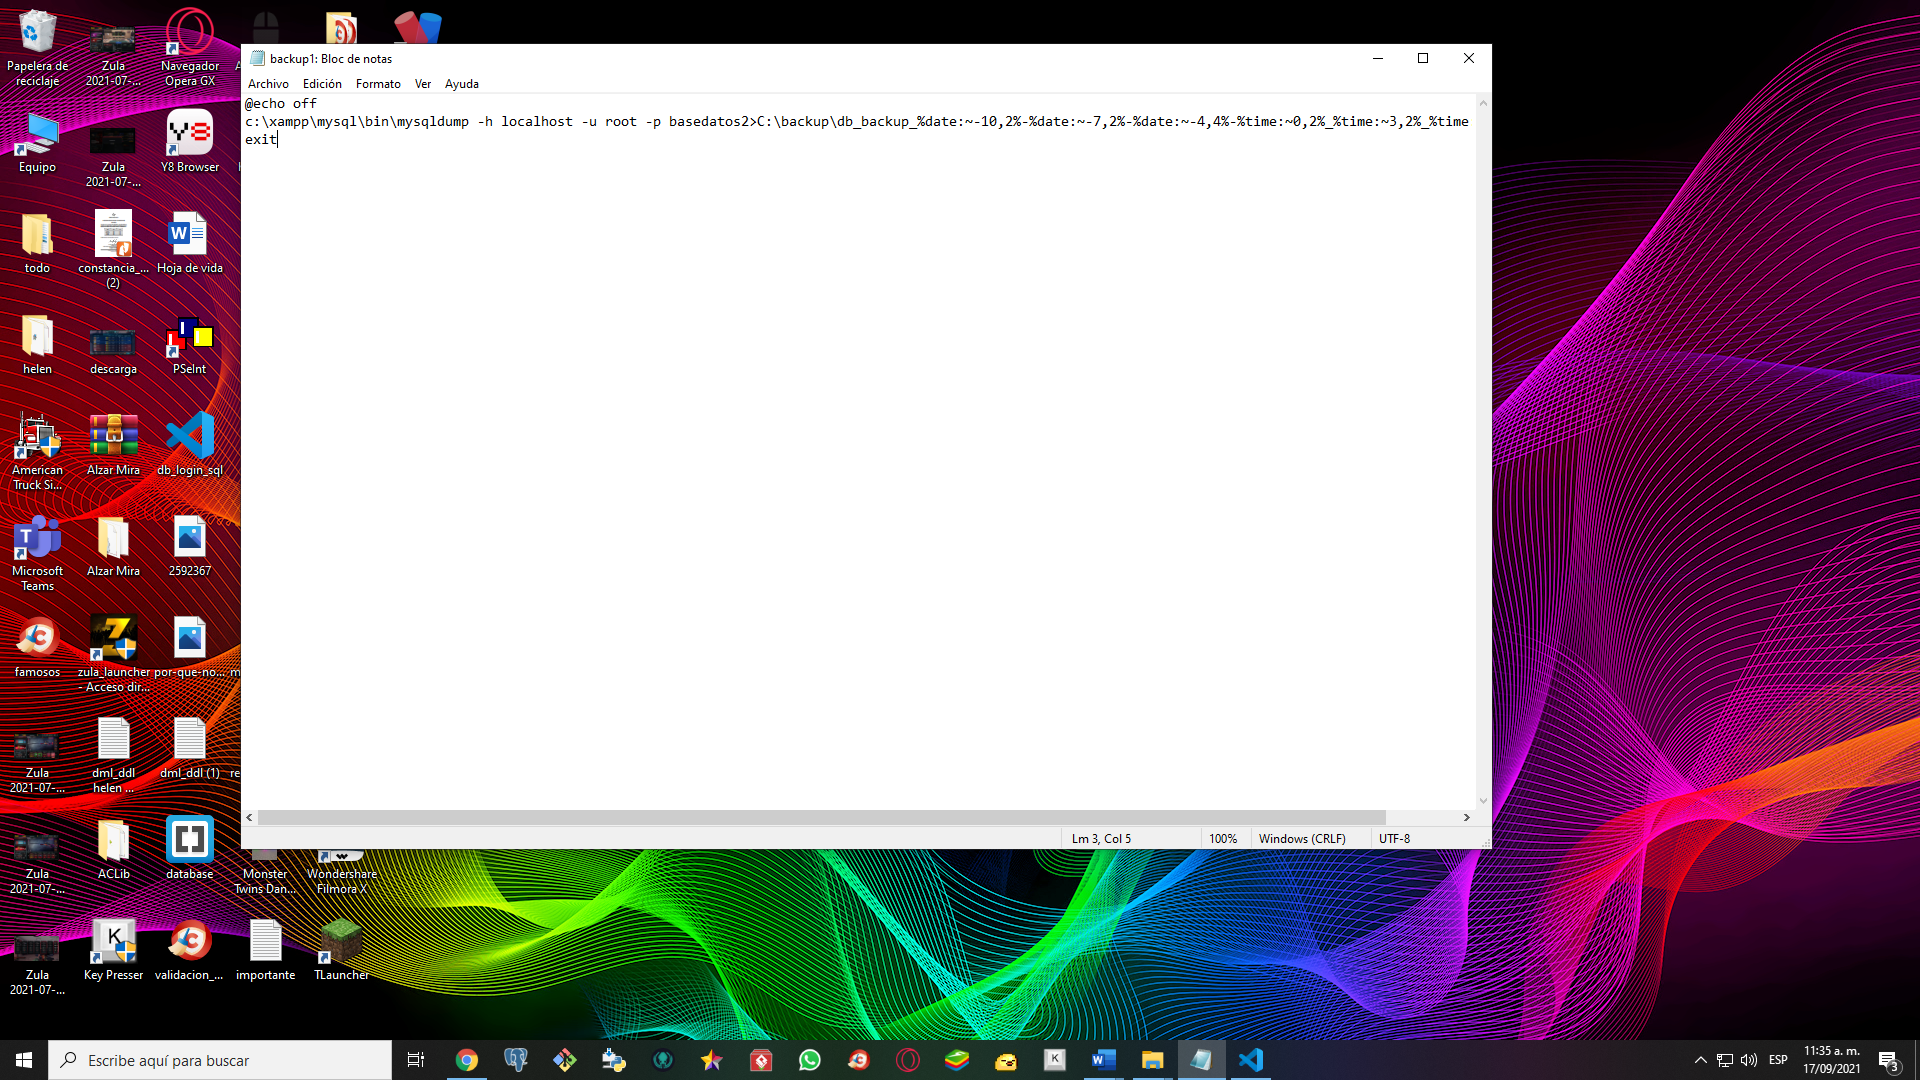 backup1: Bloc de notas
Archivo Edición Formato Ver Ayuda
@echo off
c:\xampp\mysql\bin\mysqldump -h localhost -u root -p basedatos2>C:\backup\db_backup_%date:~-10,2%-%date:~-7,2%-%date:~-4,4%-%time:~0,2%_%time:~3,2%_%time
exit
Lm 3, Col 5
100%
Windows (CRLF)
UTF-8
Papelera de
reciclaje
Zula
2021-07-...
Navegador
Opera GX
Equipo
Zula
2021-07-...
Y8 Browser
todo
constancia_...
(2)
Hoja de vida
helen
descarga
PSeInt
American
Truck Si...
Alzar Mira
db_login_sql
Microsoft
Teams
Alzar Mira
2592367
famosos
zula_launcher
- Acceso dir...
por-que-no...
Zula
2021-07-...
dml_ddl
helen ...
dml_ddl (1)
Zula
2021-07-...
ACLib
database
Monster
Twins Dan...
Wondershare
Filmora X
Zula
2021-07-...
Key Presser
validacion_...
importante
TLauncher
Escribe aquí para buscar
ESP
11:35 a. m.
17/09/2021
3